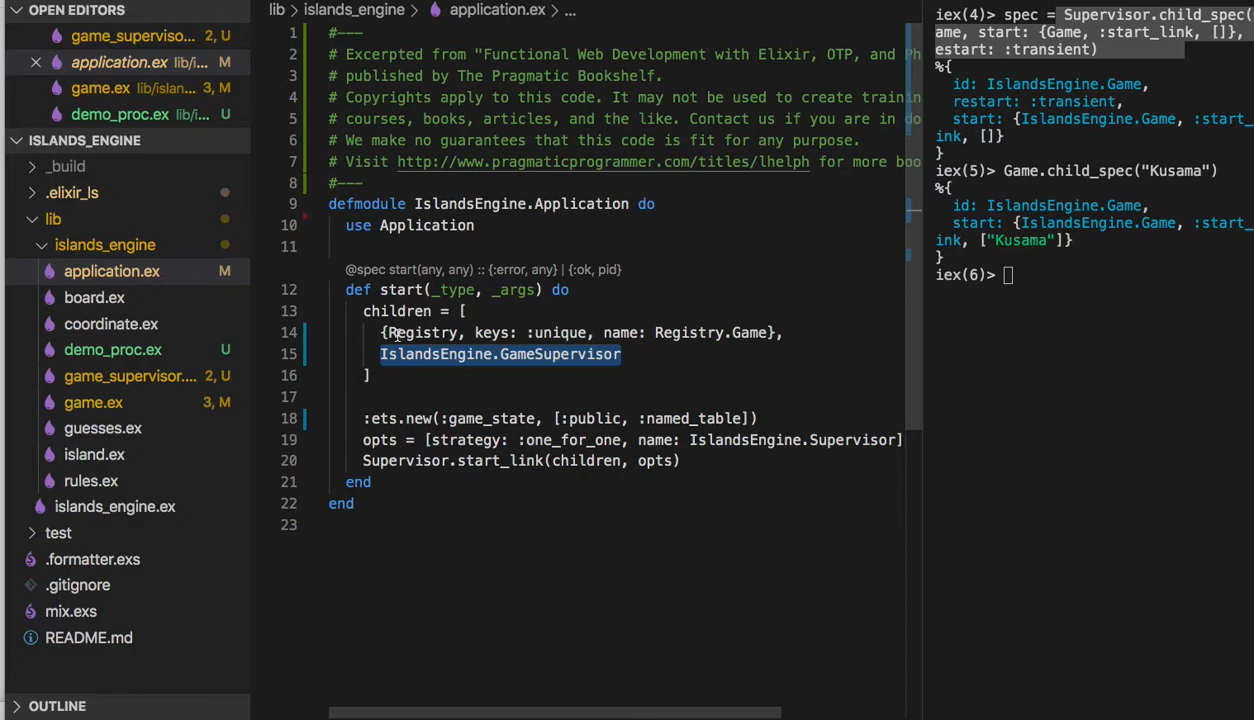 OPEN EDITORS
game_superviso... 2, U
application.ex lib/i... M
game.ex lib/islan... 3, M
demo_proc.ex lib/i... U
ISLANDS_ENGINE
_build
.elixir_ls
lib
islands_engine
application.ex M
board.ex
coordinate.ex
demo_proc.ex U
game_supervisor.... 2, U
game.ex 3, M
guesses.ex
island.ex
rules.ex
islands_engine.ex
test
.formatter.exs
.gitignore
mix.exs
README.md
OUTLINE
lib > islands_engine > application.ex > ...
1 #---
2 # Excerpted from "Functional Web Development with Elixir, OTP, and Ph
3 # published by The Pragmatic Bookshelf.
4 # Copyrights apply to this code. It may not be used to create train
5 # courses, books, articles, and the like. Contact us if you are in do
6 # We make no guarantees that this code is fit for any purpose.
7 # Visit http://www.pragmaticprogrammer.com/titles/lhelph for more boo
8 #---
9 defmodule IslandsEngine.Application do
10 use Application
11
@spec start(any, any) :: {:error, any} | {:ok, pid}
12 def start(_type, _args) do
13 children = [
14 {Registry, keys: :unique, name: Registry.Game},
15 IslandsEngine.GameSupervisor
16 ]
17
18 :ets.new(:game_state, [:public, :named_table])
19 opts = [strategy: :one_for_one, name: IslandsEngine.Supervisor]
20 Supervisor.start_link(children, opts)
21 end
22 end
23
iex(4)> spec = Supervisor.child_spec(
ame, start: {Game, :start_link, []},
estart: :transient)
%{
id: IslandsEngine.Game,
restart: :transient,
start: {IslandsEngine.Game, :start_
ink, []}
}
iex(5)> Game.child_spec("Kusama")
%{
id: IslandsEngine.Game,
start: {IslandsEngine.Game, :start_
ink, ["Kusama"]}
}
iex(6)>